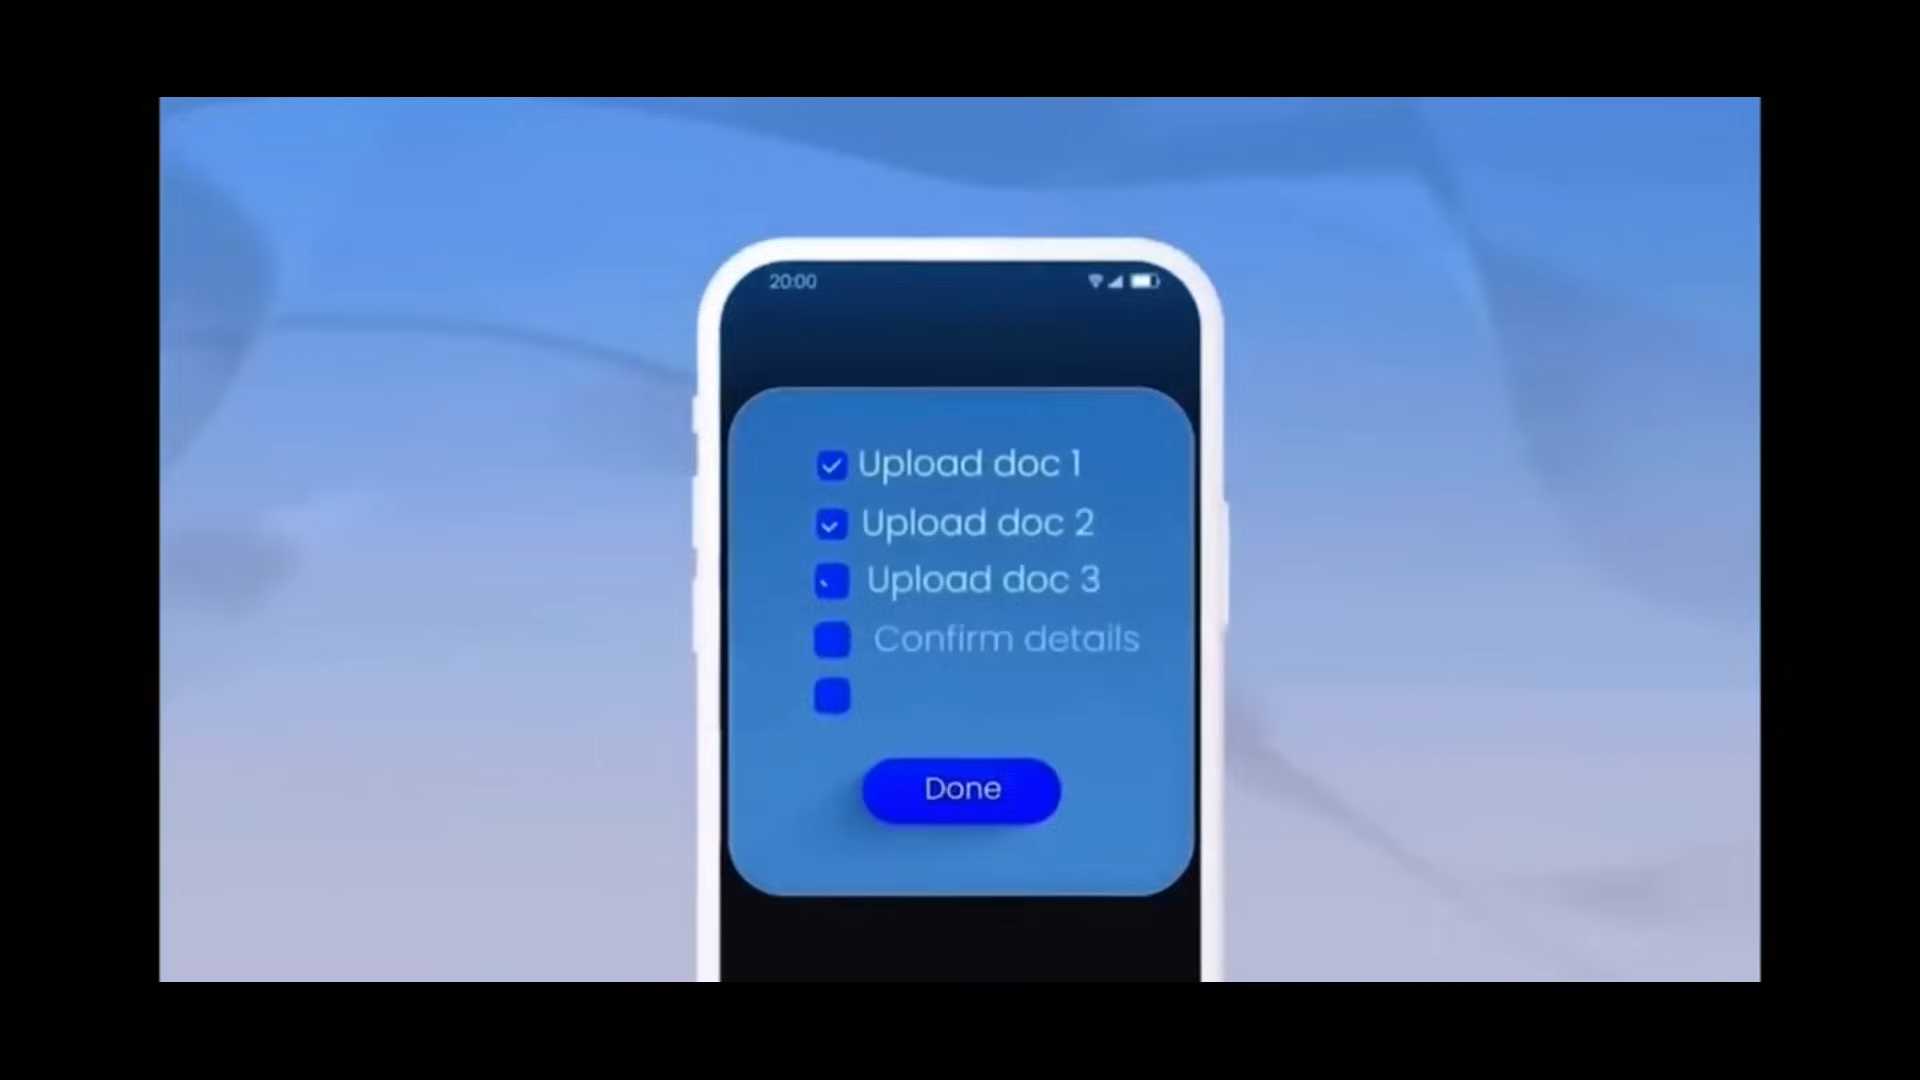 20:00
Upload doc 1
Upload doc 2
Upload doc 3
Confirm details
Done